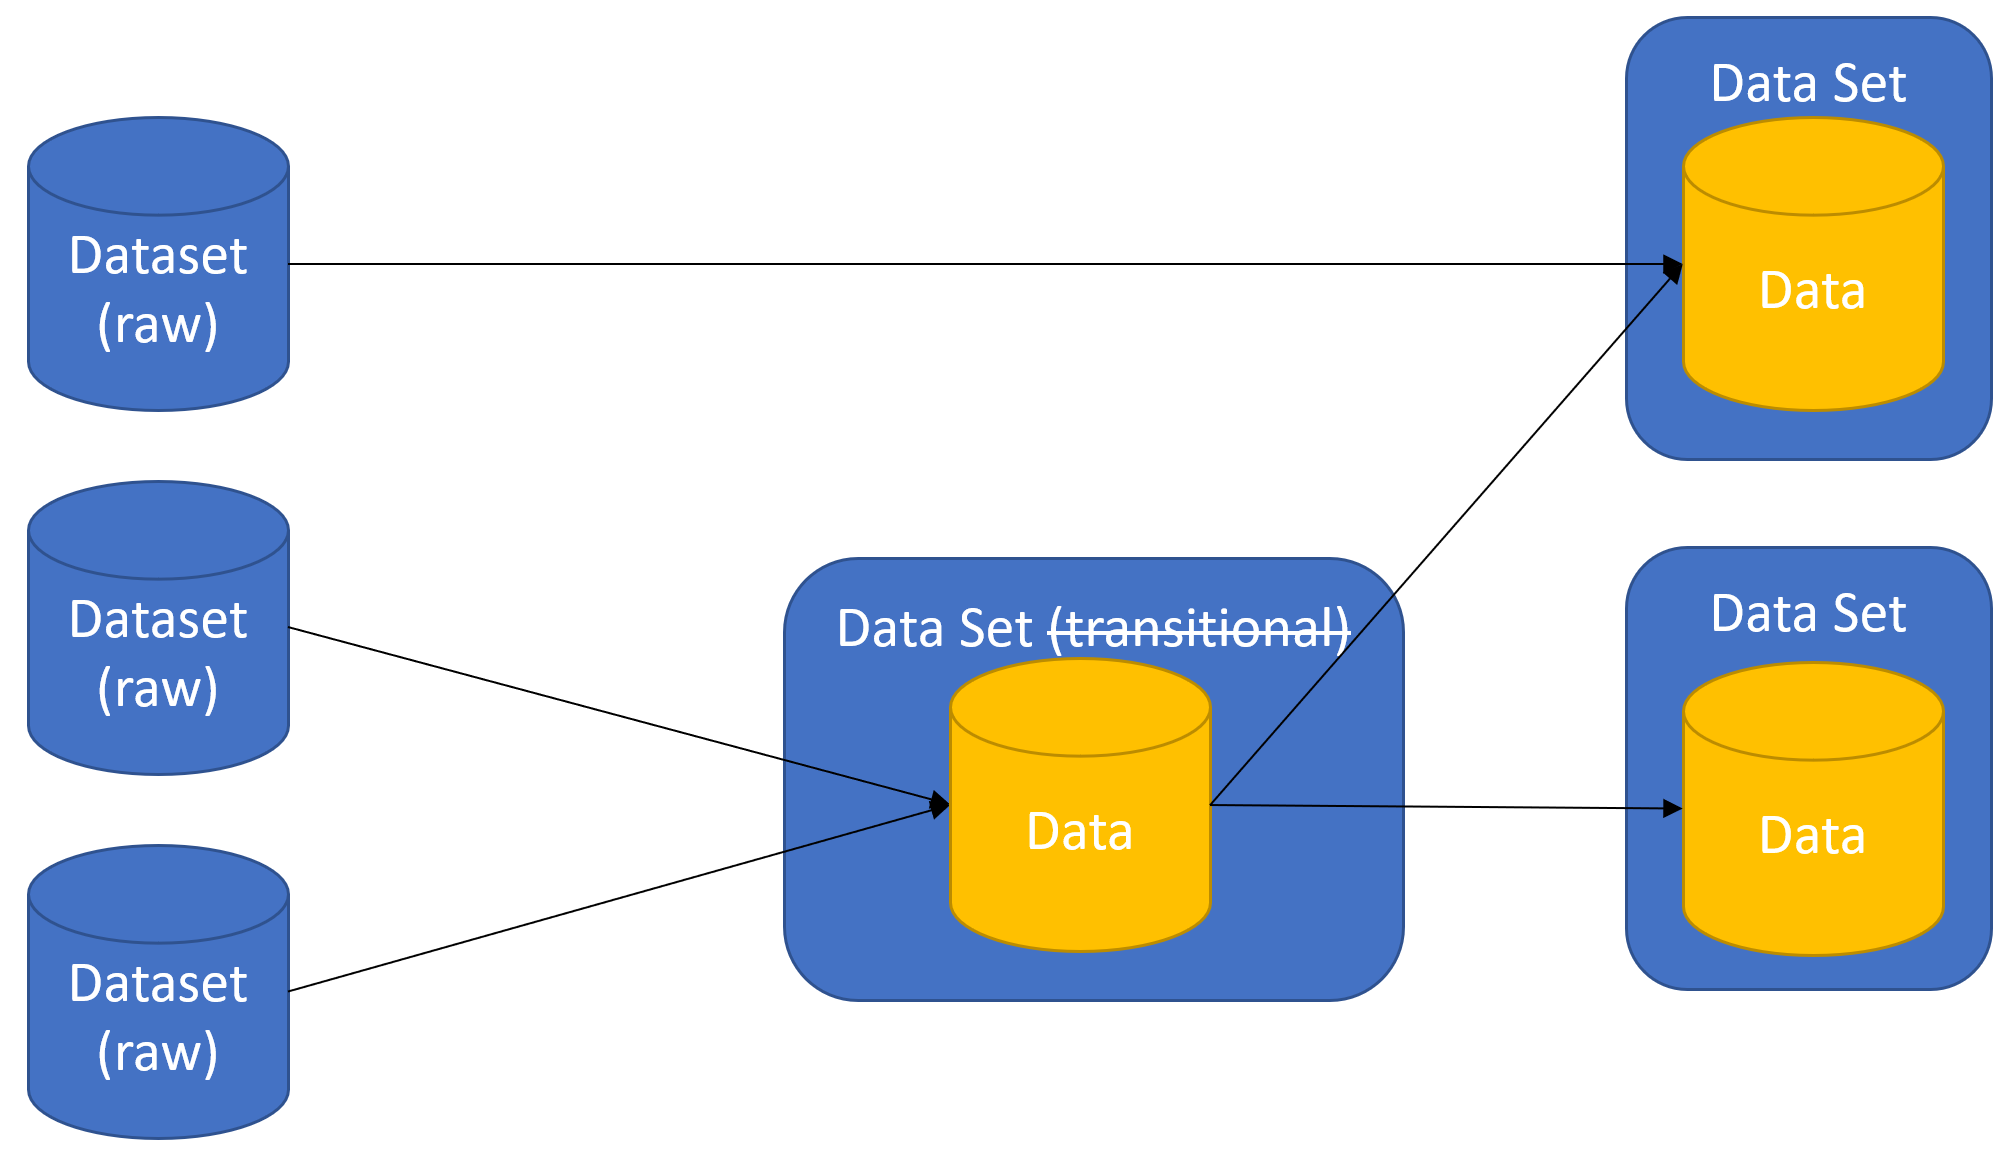 Data Set
Data
Dataset
(raw)
Dataset
(raw)
Data Set (transitional)
Data
Data Set
Data
Dataset
(raw)